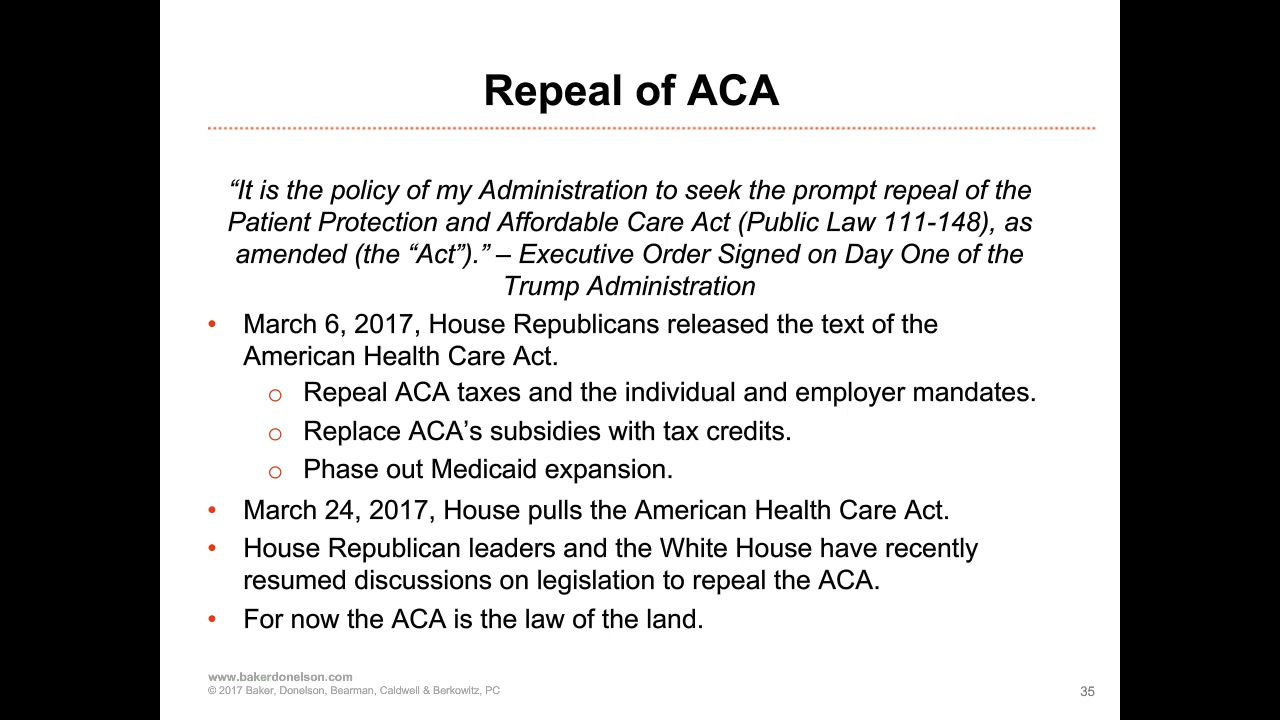 Repeal of ACA
“It is the policy of my Administration to seek the prompt repeal of the
Patient Protection and Affordable Care Act (Public Law 111-148), as
amended (the “Act”).” – Executive Order Signed on Day One of the
Trump Administration
• March 6, 2017, House Republicans released the text of the
American Health Care Act.
o Repeal ACA taxes and the individual and employer mandates.
o Replace ACA’s subsidies with tax credits.
o Phase out Medicaid expansion.
• March 24, 2017, House pulls the American Health Care Act.
• House Republican leaders and the White House have recently
resumed discussions on legislation to repeal the ACA.
• For now the ACA is the law of the land.
www.bakerdonelson.com
© 2017 Baker, Donelson, Bearman, Caldwell & Berkowitz, PC
35